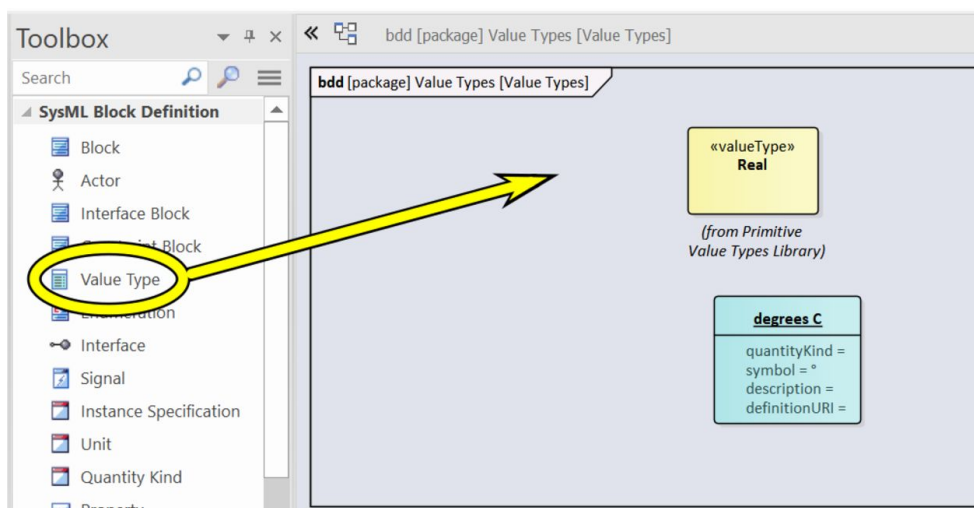 Toolbox
Search
SysML Block Definition
Block
Actor
Interface Block
Block
Value Type
Enumeration
Interface
Signal
Instance Specification
Unit
Quantity Kind
bdd [package] Value Types [Value Types]
bdd [package] Value Types [Value Types]
«valueType»
Real
(from Primitive
Value Types Library)
degrees C
quantityKind =
symbol = °
description =
definitionURI =